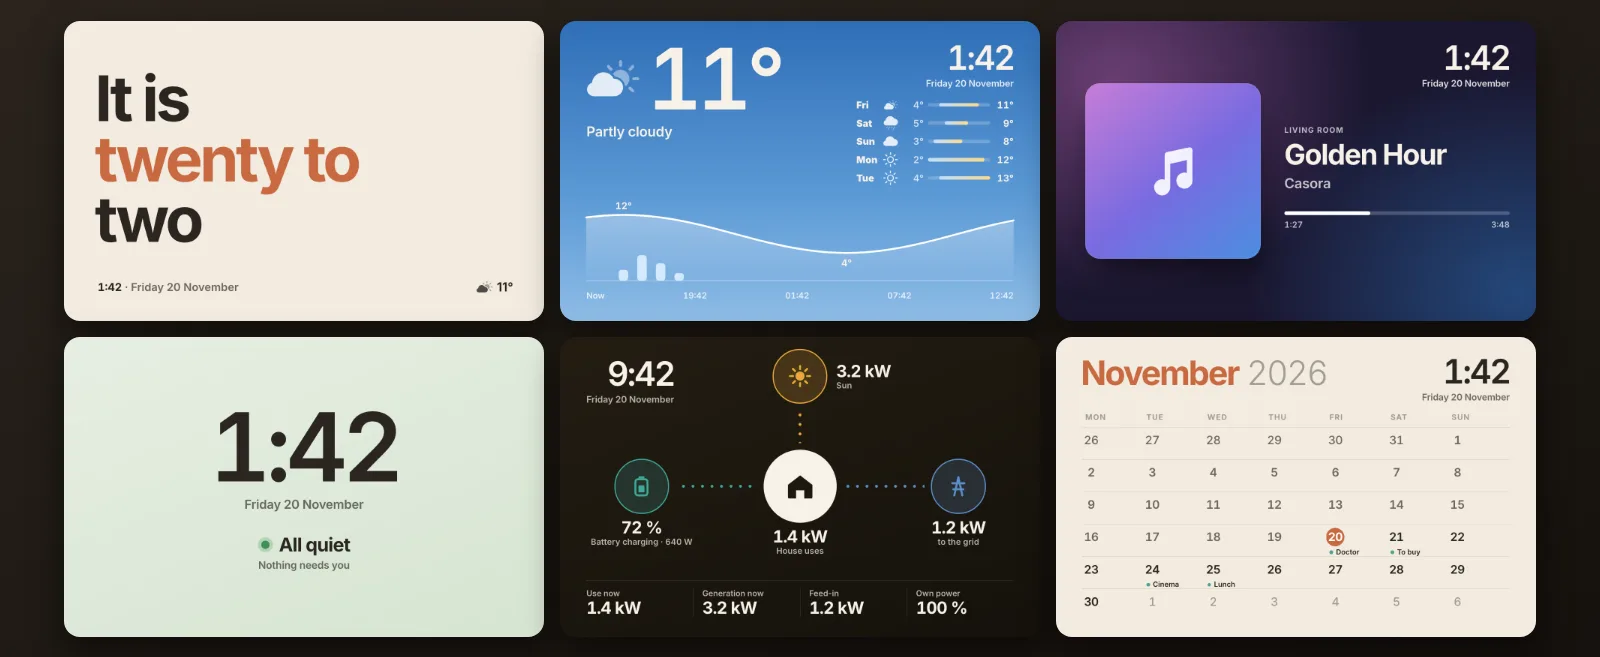 It is
twenty to
two
1:42 · Friday 20 November
11°
11°
Partly cloudy
1:42
Friday 20 November
Fri 4° 11°
Sat 5° 9°
Sun 3° 8°
Mon 2° 12°
Tue 4° 13°
12°
4°
Now 19:42 01:42 07:42 12:42
1:42
Friday 20 November
LIVING ROOM
Golden Hour
Casora
1:27 3:48
1:42
Friday 20 November
All quiet
Nothing needs you
9:42
Friday 20 November
3.2 kW
Sun
72 %
Battery charging · 640 W
1.4 kW
House uses
1.2 kW
to the grid
Use now Generation now Feed-in Own power
1.4 kW 3.2 kW 1.2 kW 100 %
November 2026
1:42
Friday 20 November
MON TUE WED THU FRI SAT SUN
26 27 28 29 30 31 1
2 3 4 5 6 7 8
9 10 11 12 13 14 15
16 17 18 19 20 21 22
Doctor To buy
23 24 25 26 27 28 29
Cinema Lunch
30 1 2 3 4 5 6